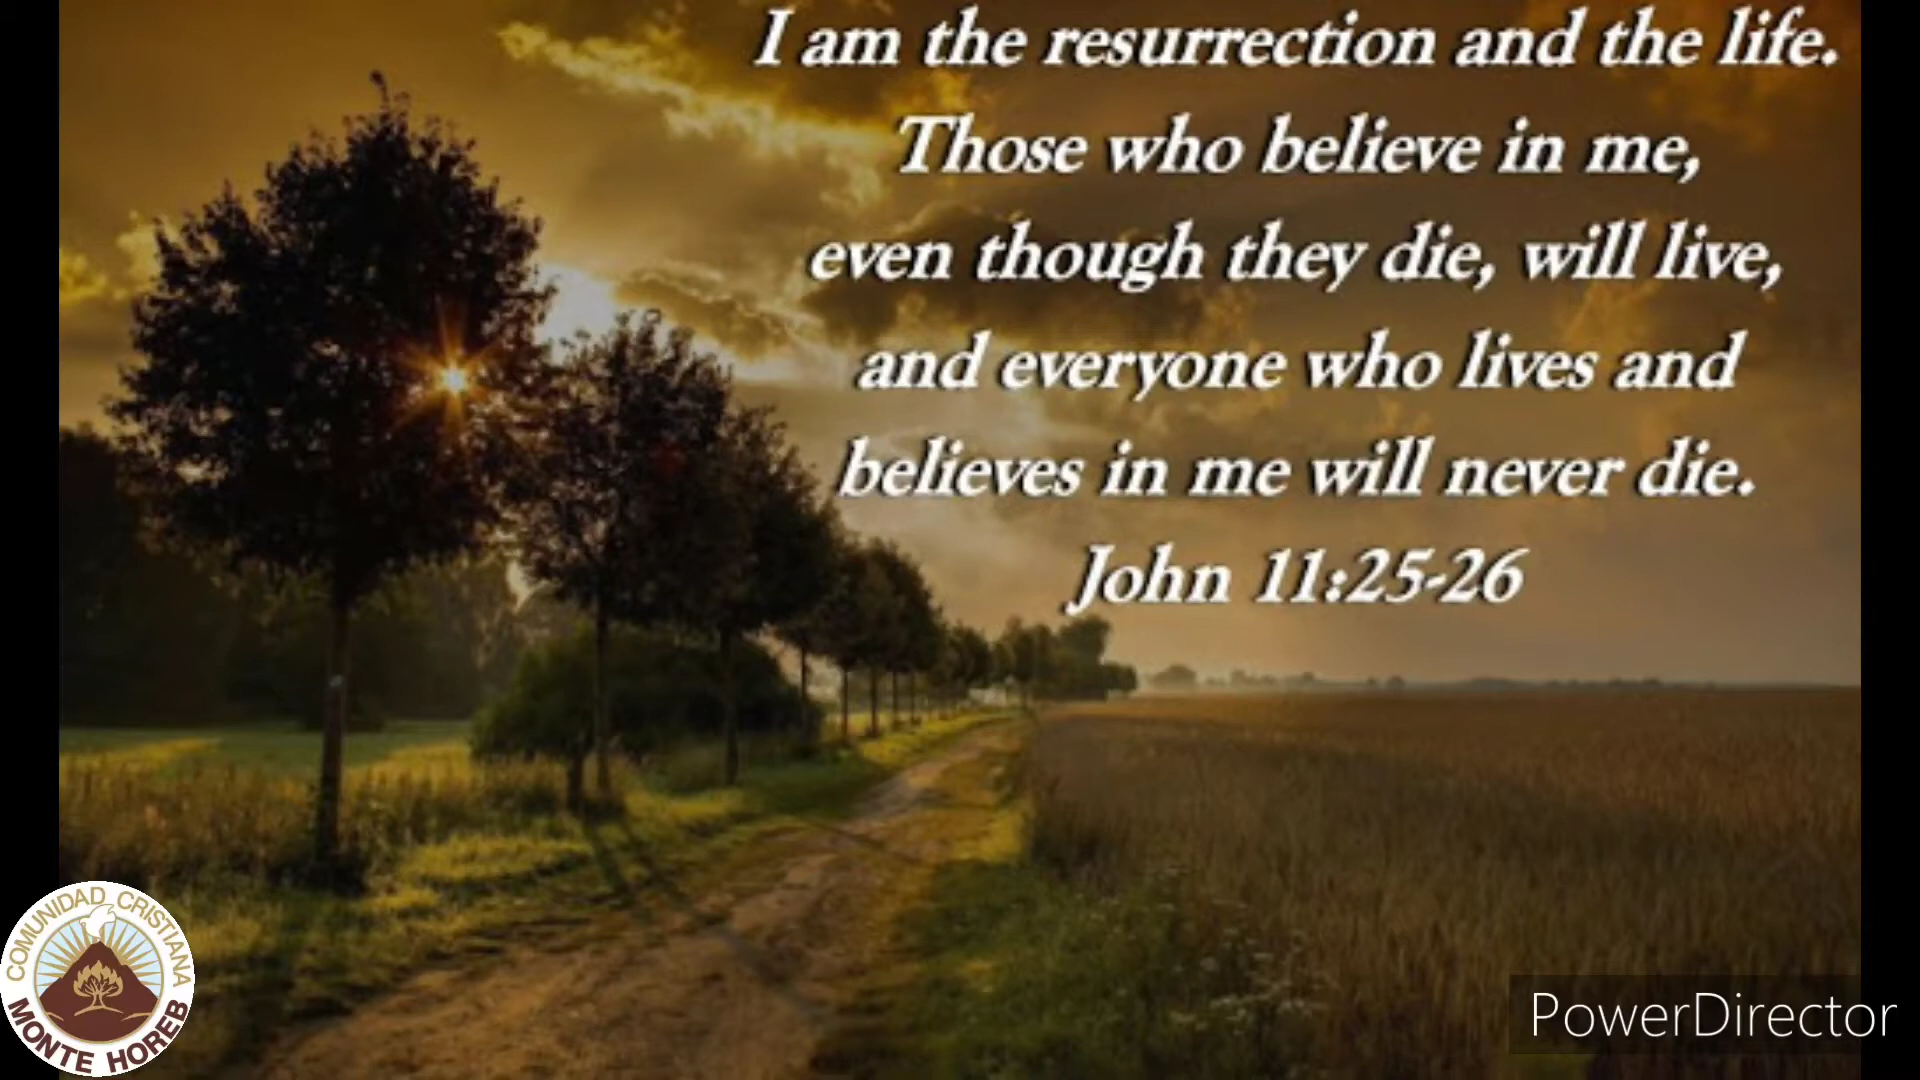 I am the resurrection and the life.
Those who believe in me,
even though they die, will live,
and everyone who lives and
believes in me will never die.
John 11:25-26
COMUNIDAD CRISTIANA
MONTE HOREB
PowerDirector